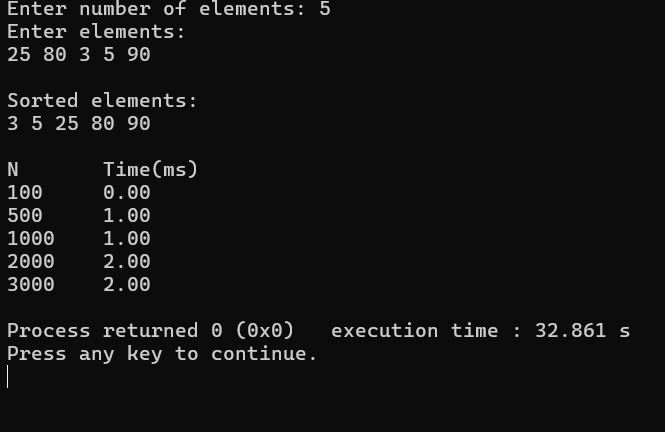 Enter number of elements: 5
Enter elements:
25 80 3 5 90
Sorted elements:
3 5 25 80 90
N       Time(ms)
100     0.00
500     1.00
1000    1.00
2000    2.00
3000    2.00
Process returned 0 (0x0)   execution time : 32.861 s
Press any key to continue.